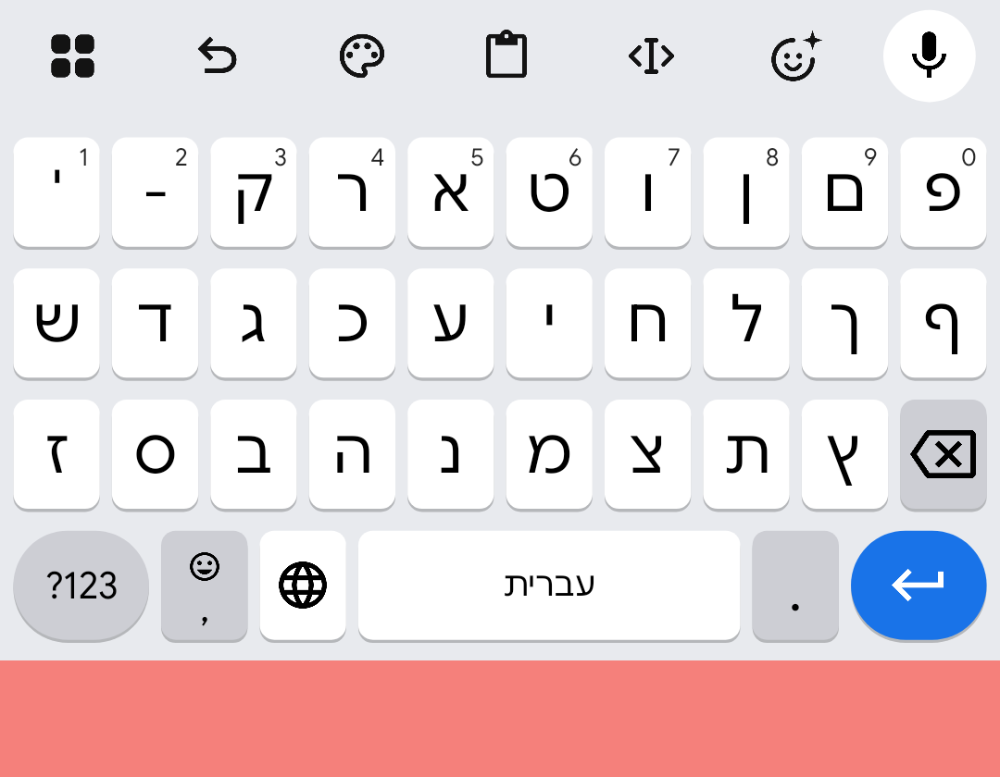 ' 1 - 2 ק 3 ר 4 א 5 ט 6 ו 7 ן 8 ם 9 פ 0
ש ד ג כ ע י ח ל ך ף
ז ס ב ה נ מ צ ת ץ
?123 , עברית .